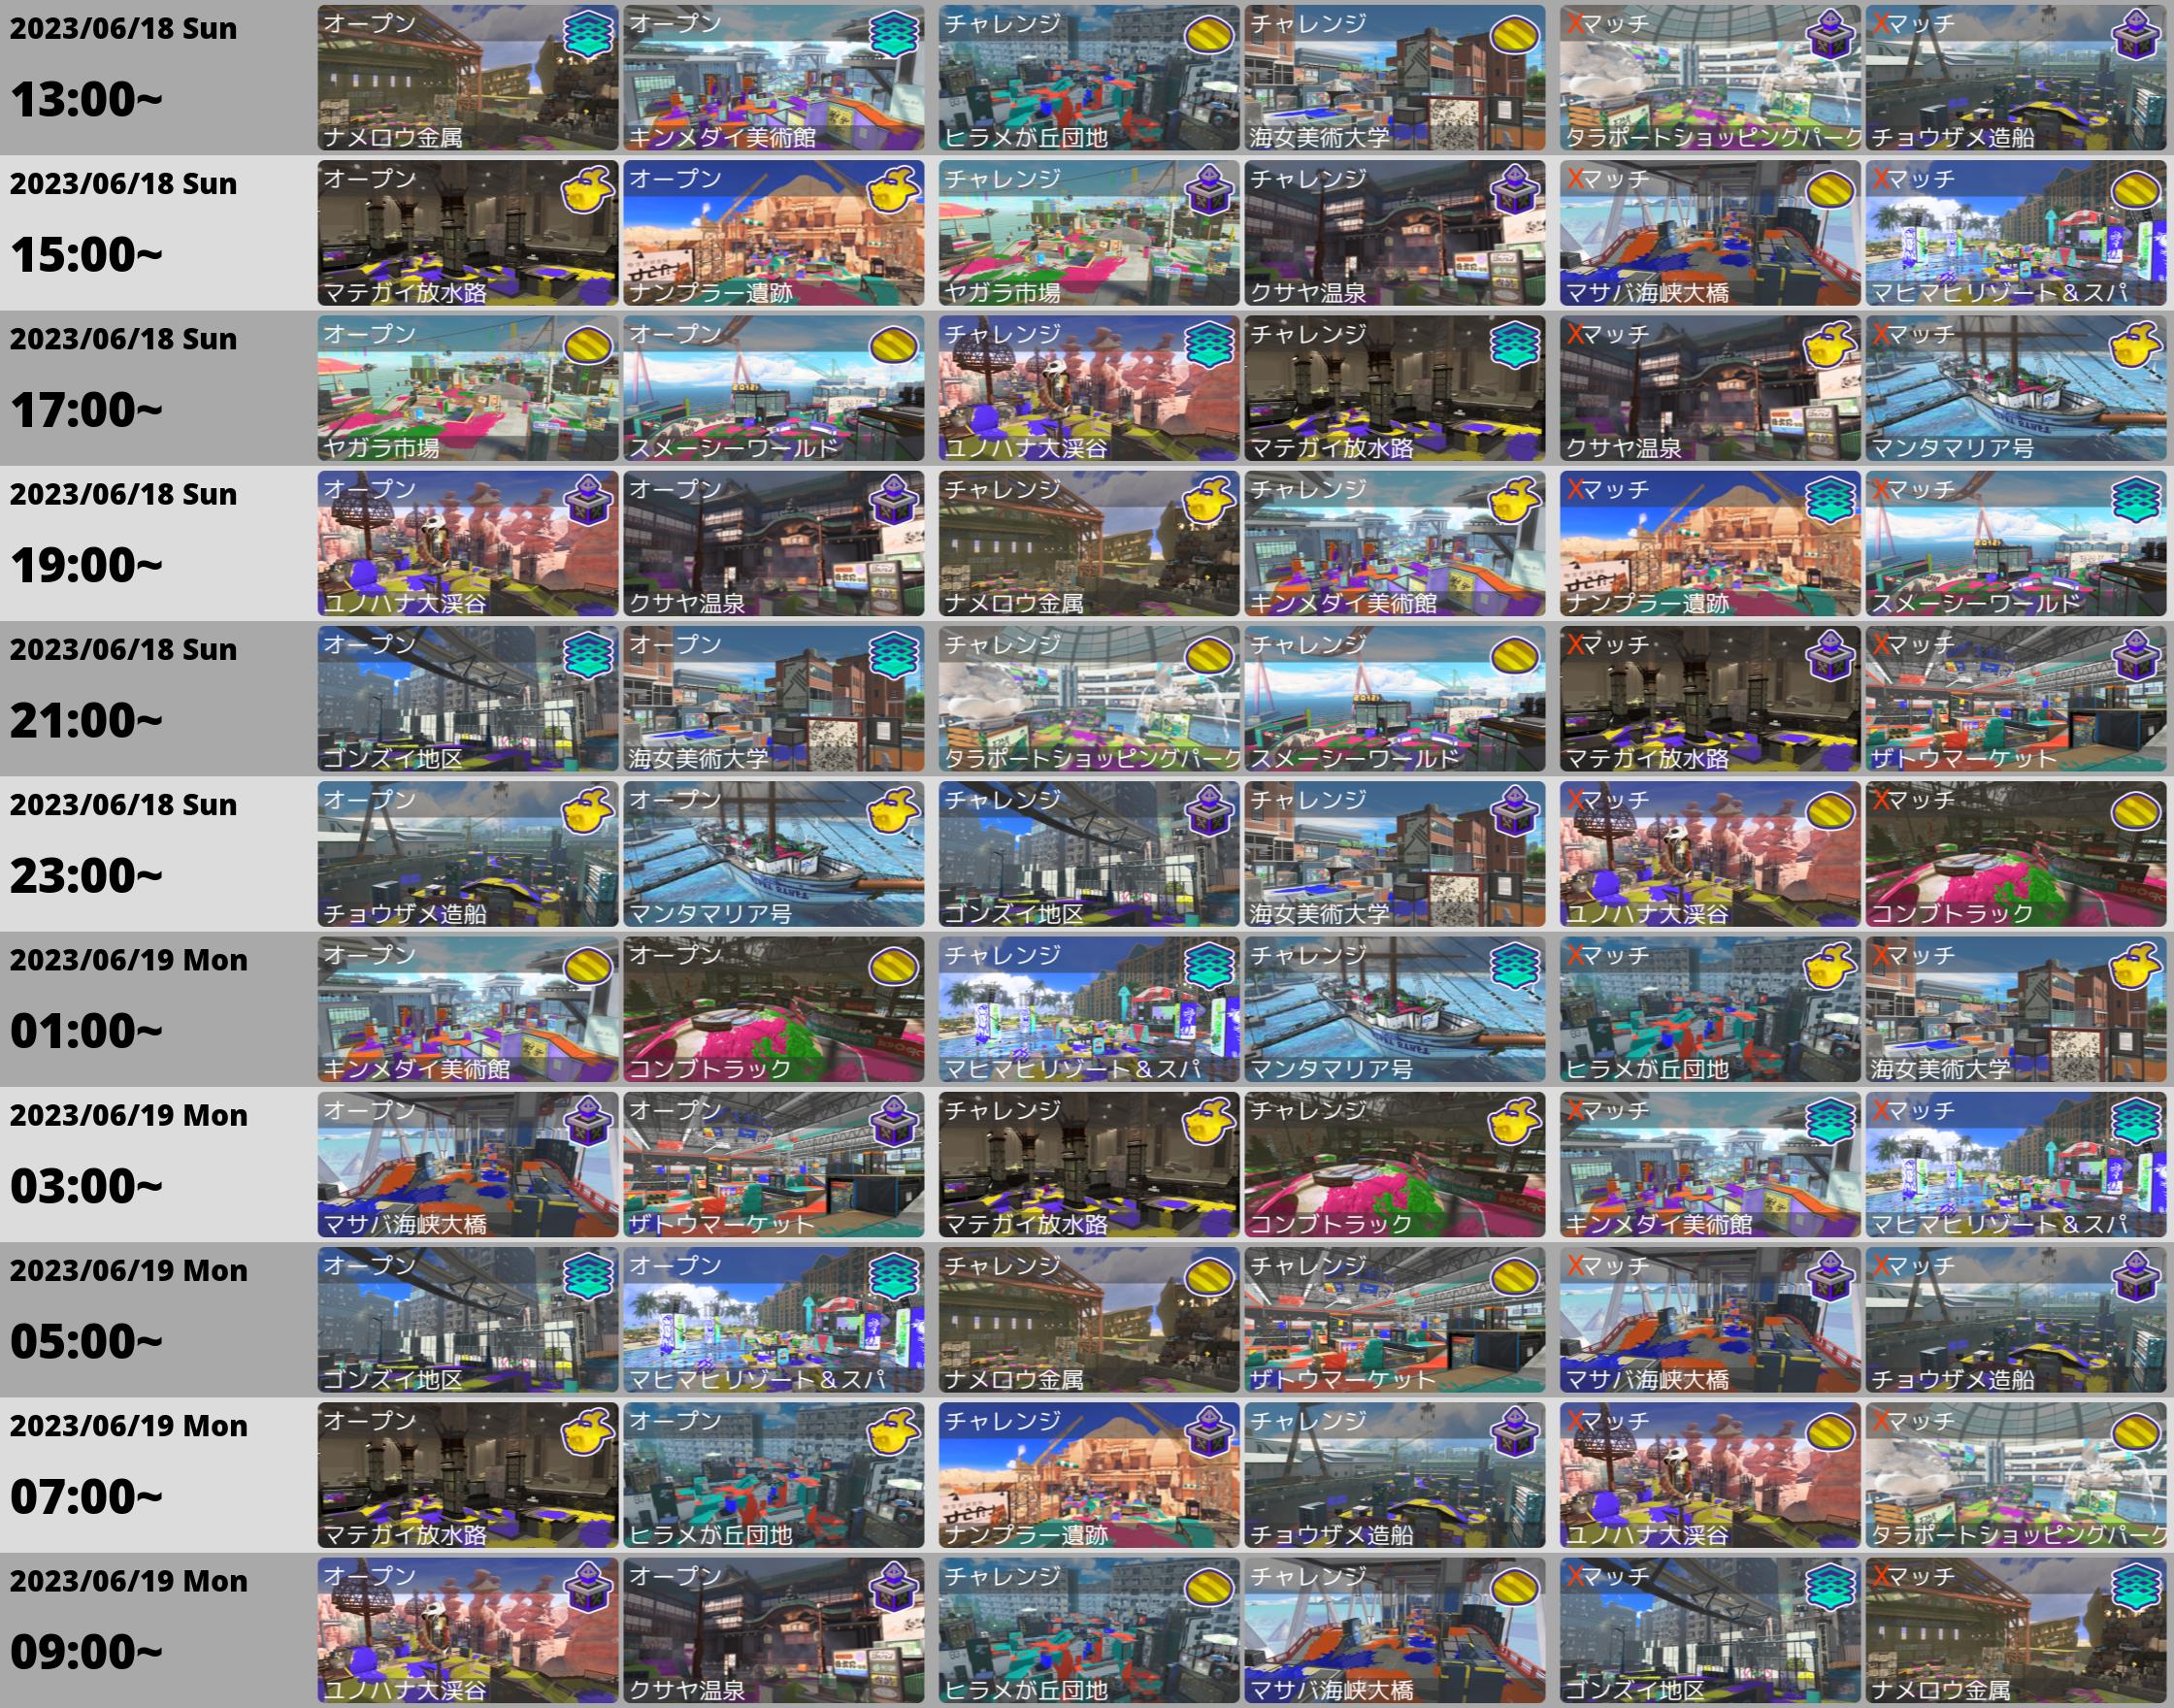 2023/06/18 Sun
13:00~
オープン オープン チャレンジ チャレンジ Xマッチ Xマッチ
ナメロウ金属 キンメダイ美術館 ヒラメが丘団地 海女美術大学 タラポートショッピングパーク チョウザメ造船
2023/06/18 Sun
15:00~
オープン オープン チャレンジ チャレンジ Xマッチ Xマッチ
マテガイ放水路 ナンプラー遺跡 ヤガラ市場 クサヤ温泉 マサバ海峡大橋 マヒマヒリゾート＆スパ
2023/06/18 Sun
17:00~
オープン オープン チャレンジ チャレンジ Xマッチ Xマッチ
ヤガラ市場 スメーシーワールド ユノハナ大渓谷 マテガイ放水路 クサヤ温泉 マンタマリア号
2023/06/18 Sun
19:00~
オープン オープン チャレンジ チャレンジ Xマッチ Xマッチ
ユノハナ大渓谷 クサヤ温泉 ナメロウ金属 キンメダイ美術館 ナンプラー遺跡 スメーシーワールド
2023/06/18 Sun
21:00~
オープン オープン チャレンジ チャレンジ Xマッチ Xマッチ
ゴンズイ地区 海女美術大学 タラポートショッピングパーク スメーシーワールド マテガイ放水路 ザトウマーケット
2023/06/18 Sun
23:00~
オープン オープン チャレンジ チャレンジ Xマッチ Xマッチ
チョウザメ造船 マンタマリア号 ゴンズイ地区 海女美術大学 ユノハナ大渓谷 コンブトラック
2023/06/19 Mon
01:00~
オープン オープン チャレンジ チャレンジ Xマッチ Xマッチ
キンメダイ美術館 コンブトラック マヒマヒリゾート＆スパ マンタマリア号 ヒラメが丘団地 海女美術大学
2023/06/19 Mon
03:00~
オープン オープン チャレンジ チャレンジ Xマッチ Xマッチ
マサバ海峡大橋 ザトウマーケット マテガイ放水路 コンブトラック キンメダイ美術館 マヒマヒリゾート＆スパ
2023/06/19 Mon
05:00~
オープン オープン チャレンジ チャレンジ Xマッチ Xマッチ
ゴンズイ地区 マヒマヒリゾート＆スパ ナメロウ金属 ザトウマーケット マサバ海峡大橋 チョウザメ造船
2023/06/19 Mon
07:00~
オープン オープン チャレンジ チャレンジ Xマッチ Xマッチ
マテガイ放水路 ヒラメが丘団地 ナンプラー遺跡 チョウザメ造船 ユノハナ大渓谷 タラポートショッピングパーク
2023/06/19 Mon
09:00~
オープン オープン チャレンジ チャレンジ Xマッチ Xマッチ
ユノハナ大渓谷 クサヤ温泉 ヒラメが丘団地 マサバ海峡大橋 ゴンズイ地区 ナメロウ金属